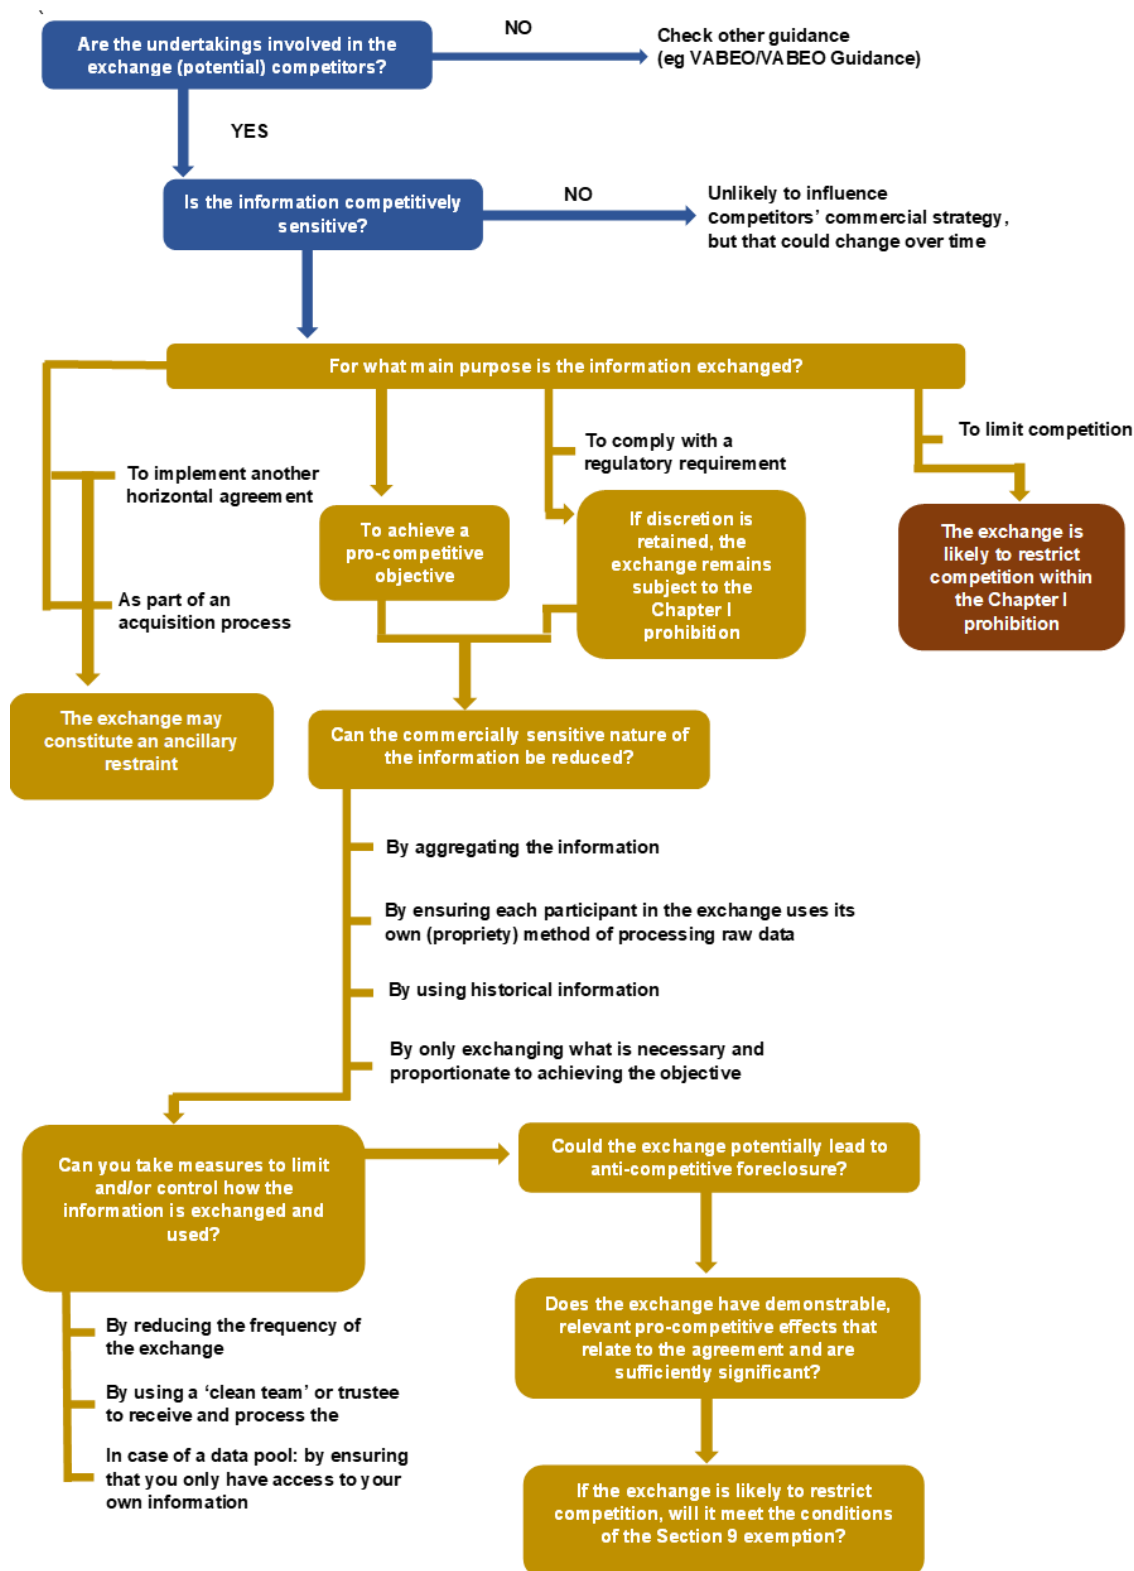 Are the undertakings involved in the
exchange (potential) competitors?
NO
Check other guidance
(eg VABEO/VABEO Guidance)
YES
Is the information competitively
sensitive?
NO
Unlikely to influence
competitors' commercial strategy,
but that could change over time
For what main purpose is the information exchanged?
To implement another
horizontal agreement
As part of an
acquisition process
The exchange may
constitute an ancillary
restraint
To achieve a
pro-competitive
objective
To comply with a
regulatory requirement
If discretion is
retained, the
exchange remains
subject to the
Chapter I
prohibition
To limit competition
The exchange is
likely to restrict
competition within
the Chapter I
prohibition
Can the commercially sensitive nature of
the information be reduced?
By aggregating the information
By ensuring each participant in the exchange uses its
own (propriety) method of processing raw data
By using historical information
By only exchanging what is necessary and
proportionate to achieving the objective
Can you take measures to limit
and/or control how the
information is exchanged and
used?
By reducing the frequency of
the exchange
By using a ‘clean team’ or trustee
to receive and process the
In case of a data pool: by ensuring
that you only have access to your
own information
Could the exchange potentially lead to
anti-competitive foreclosure?
Does the exchange have demonstrable,
relevant pro-competitive effects that
relate to the agreement and are
sufficiently significant?
If the exchange is likely to restrict
competition, will it meet the conditions
of the Section 9 exemption?